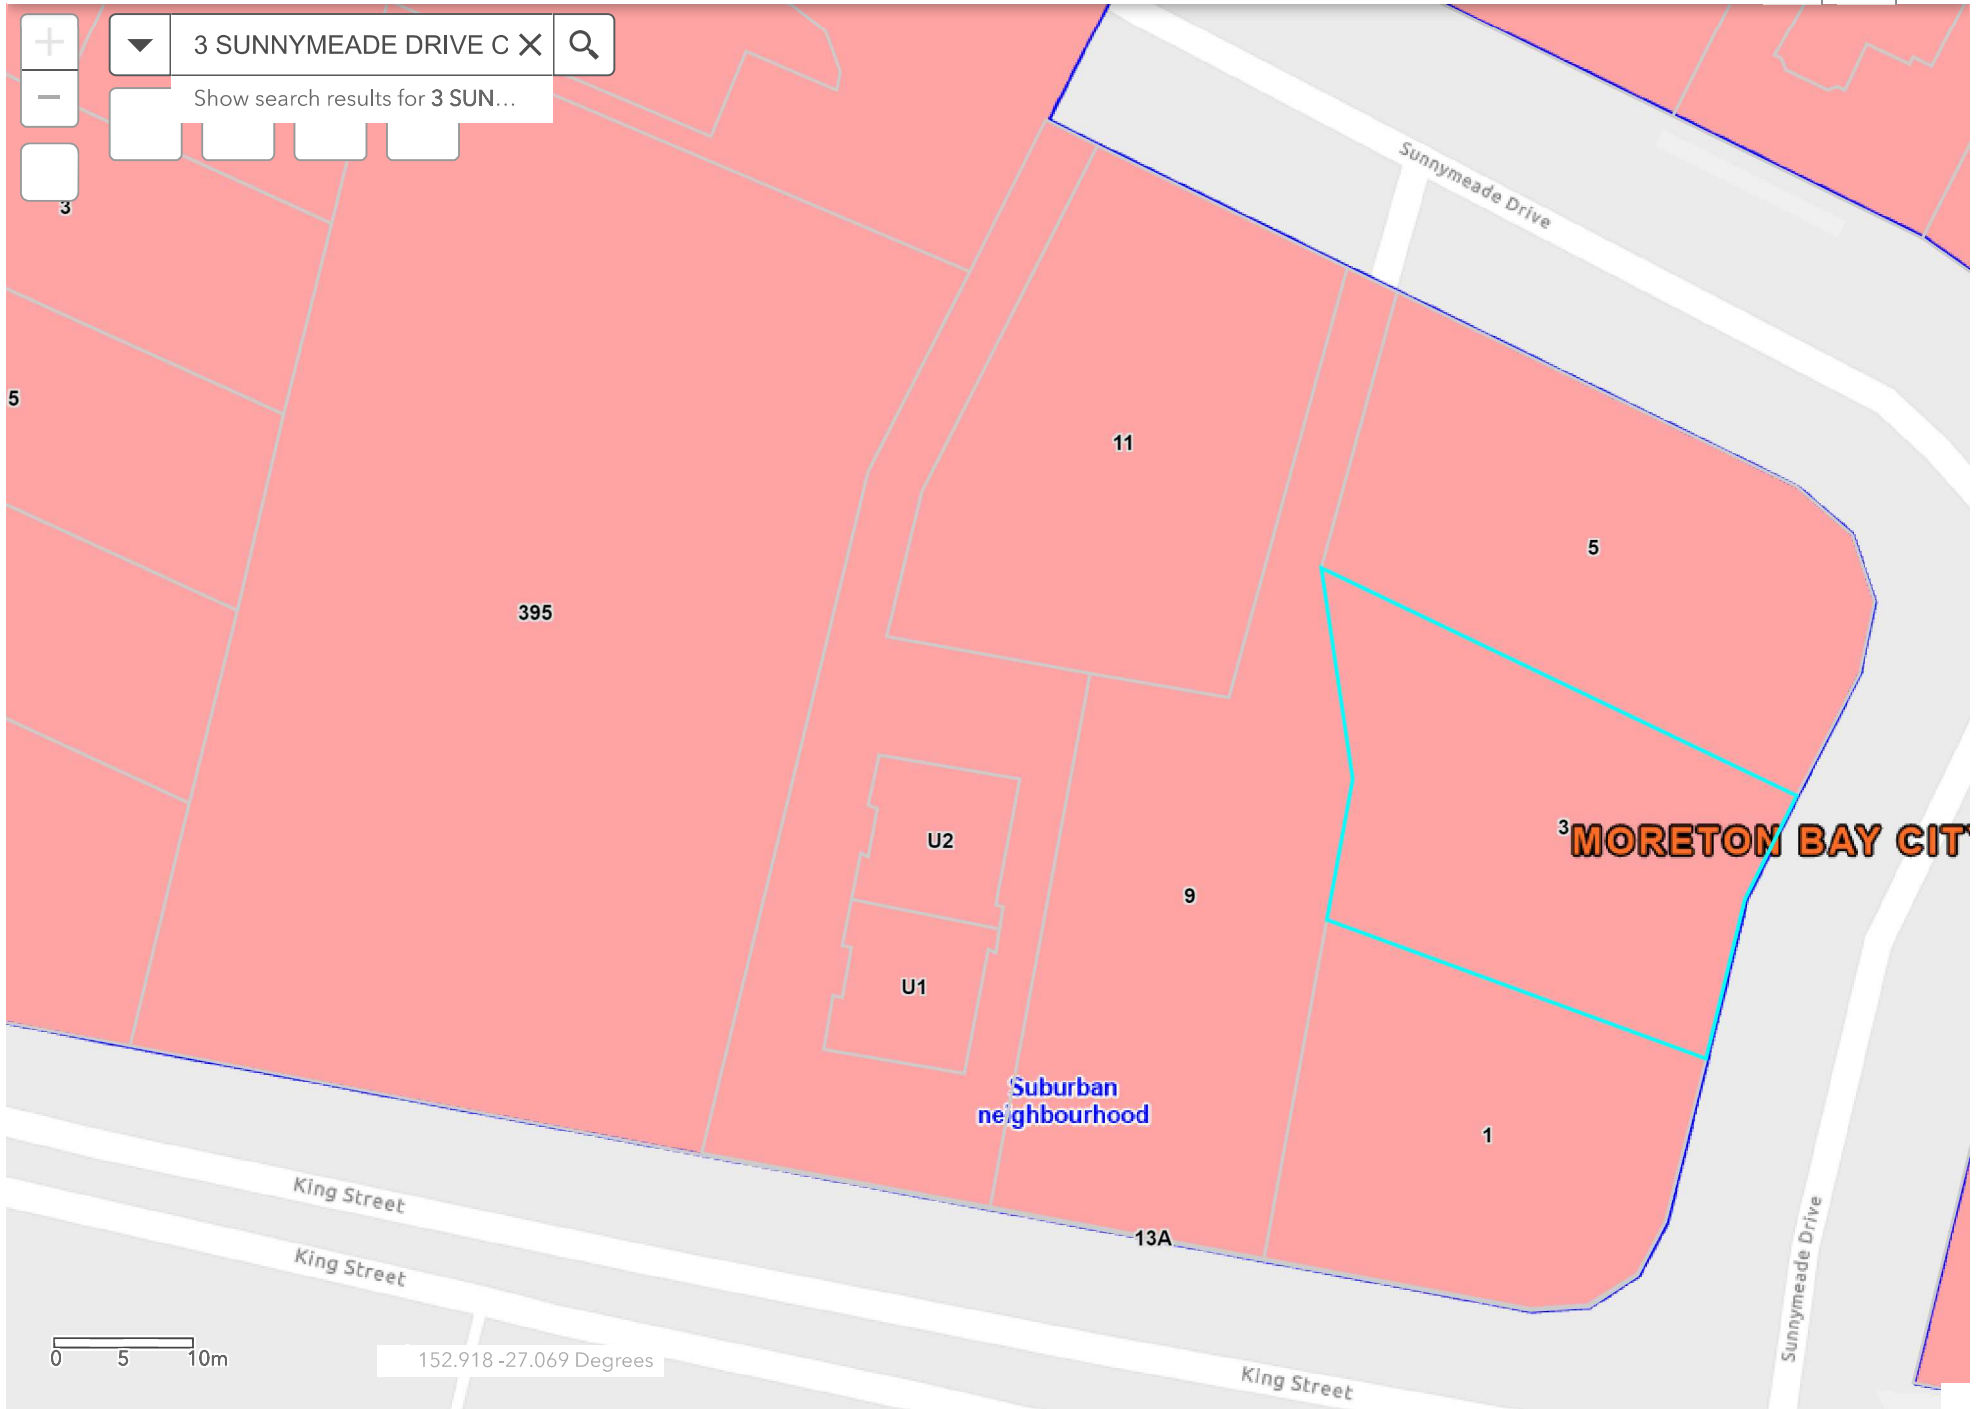 3 SUNNYMEADE DRIVE C
Show search results for 3 SUN...
3
Sunnymeade Drive
5
11
5
395
3
MORETON BAY CITY
U2
9
U1
Suburban
neighbourhood
1
King Street
13A
King Street
Sunnymeade Drive
0 5 10m
152.918 -27.069 Degrees
King Street